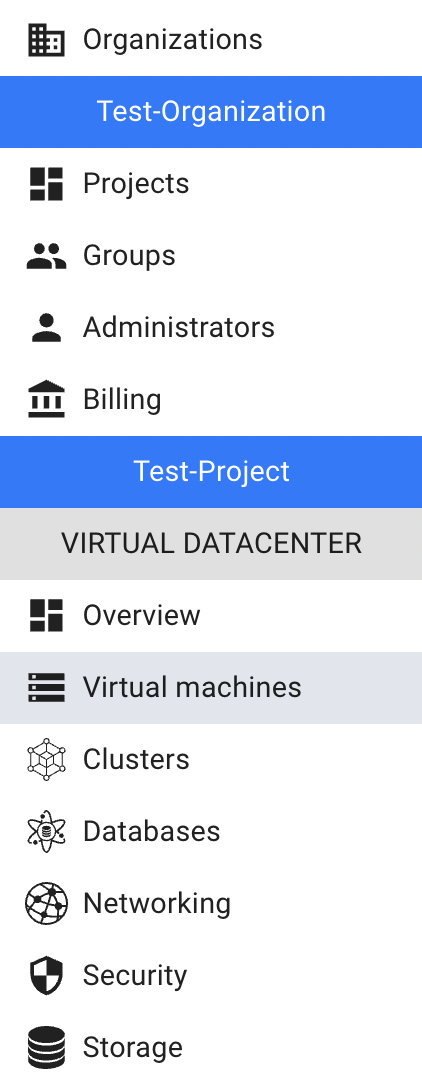 Organizations
Test-Organization
Projects
Groups
Administrators
Billing
Test-Project
VIRTUAL DATACENTER
Overview
Virtual machines
Clusters
Databases
Networking
Security
Storage